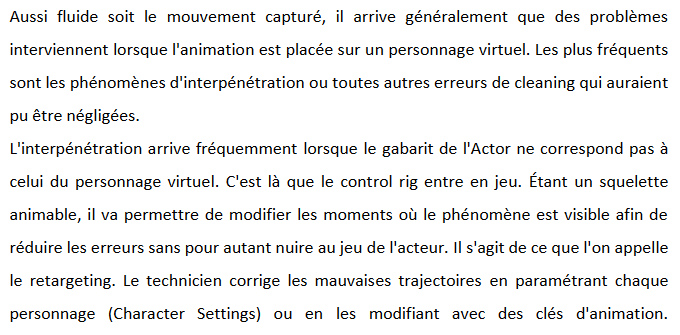 Aussi fluide soit le mouvement capturé, il arrive généralement que des problèmes
interviennent lorsque l'animation est placée sur un personnage virtuel. Les plus fréquents
sont les phénomènes d'interpénétration ou toutes autres erreurs de cleaning qui auraient
pu être négligées.
L'interpénétration arrive fréquemment lorsque le gabarit de l'Actor ne correspond pas à
celui du personnage virtuel. C'est là que le control rig entre en jeu. Étant un squelette
animable, il va permettre de modifier les moments où le phénomène est visible afin de
réduire les erreurs sans pour autant nuire au jeu de l'acteur. Il s'agit de ce que l'on appelle
le retargeting. Le technicien corrige les mauvaises trajectoires en paramétrant chaque
personnage (Character Settings) ou en les modifiant avec des clés d'animation.